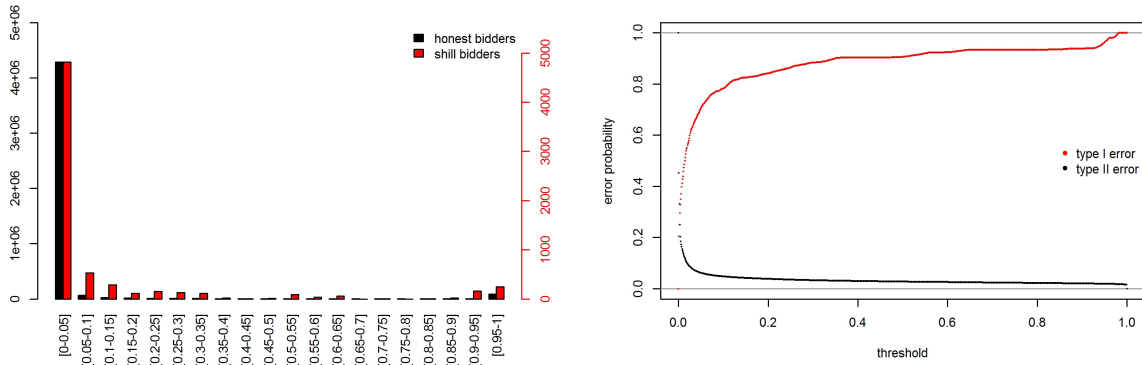 5e+06
4e+06
3e+06
2e+06
1e+06
0
honest bidders
shill bidders
5000
4000
3000
2000
1000
0
[0-0.05]
0.05-0.1]
0.1-0.15]
0.15-0.2]
0.2-0.25]
0.25-0.3]
0.3-0.35]
0.35-0.4]
0.4-0.45]
0.45-0.5]
0.5-0.55]
0.55-0.6]
0.6-0.65]
0.65-0.7]
0.7-0.75]
0.75-0.8]
0.8-0.85]
0.85-0.9]
0.9-0.95]
[0.95-1]
error probability
1.0
0.8
0.6
0.4
0.2
0.0
type I error
type II error
0.0 0.2 0.4 0.6 0.8 1.0
threshold